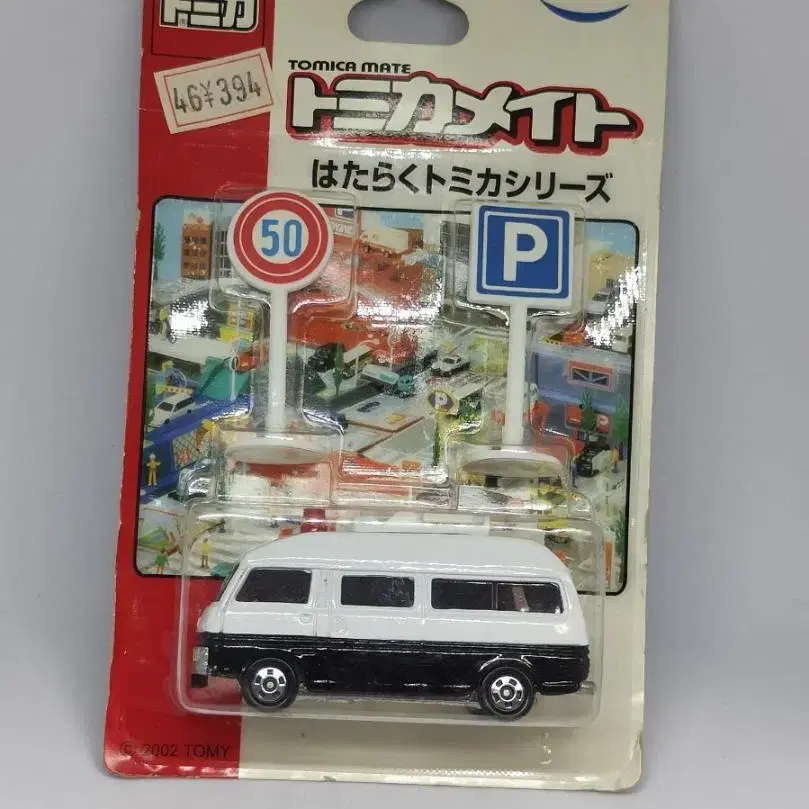 トミカ
46¥394
TOMICA MATE
トミカメイト
はたらくトミカシリーズ
50
P
P
© 2002 TOMY